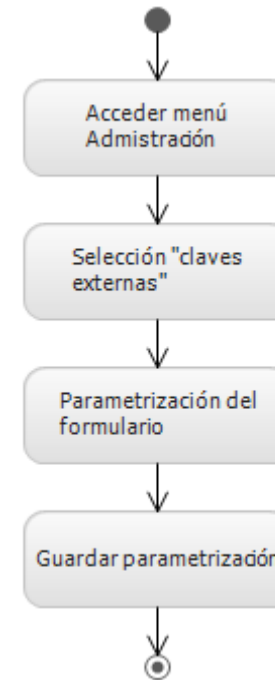 Acceder menú
Admistración
Selección "claves
externas"
Parametrización del
formulario
Guardar parametrización